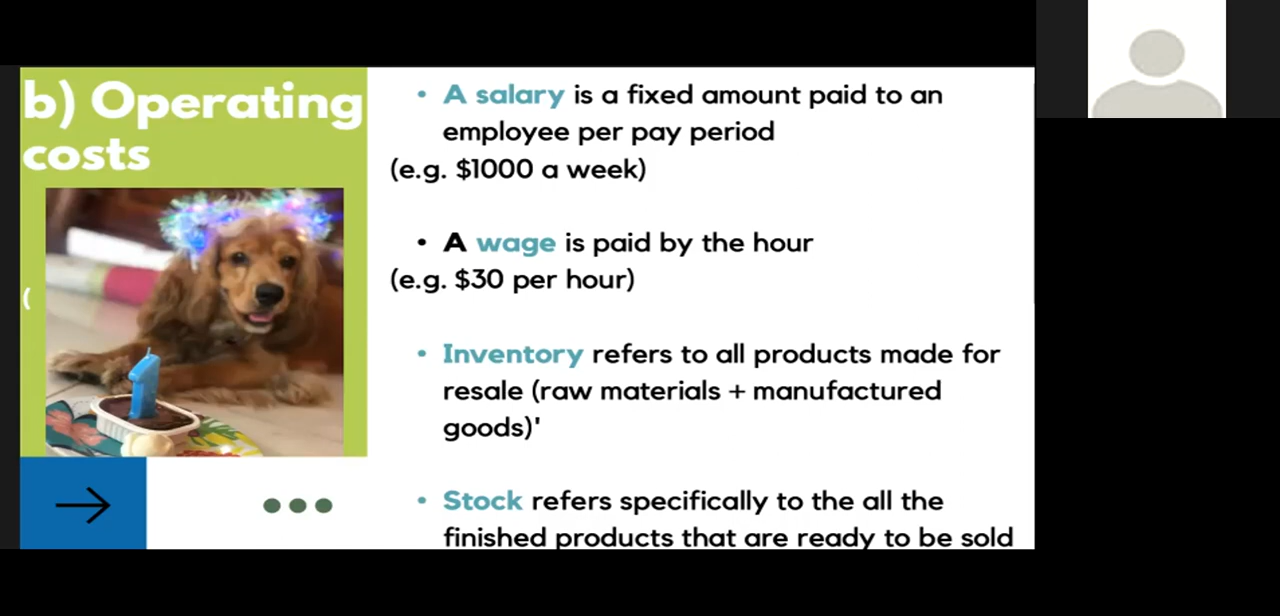 b) Operating
costs
(
1
• A salary is a fixed amount paid to an
employee per pay period
(e.g. $1000 a week)
• A wage is paid by the hour
(e.g. $30 per hour)
• Inventory refers to all products made for
resale (raw materials + manufactured
goods)'
• Stock refers specifically to the all the
finished products that are ready to be sold